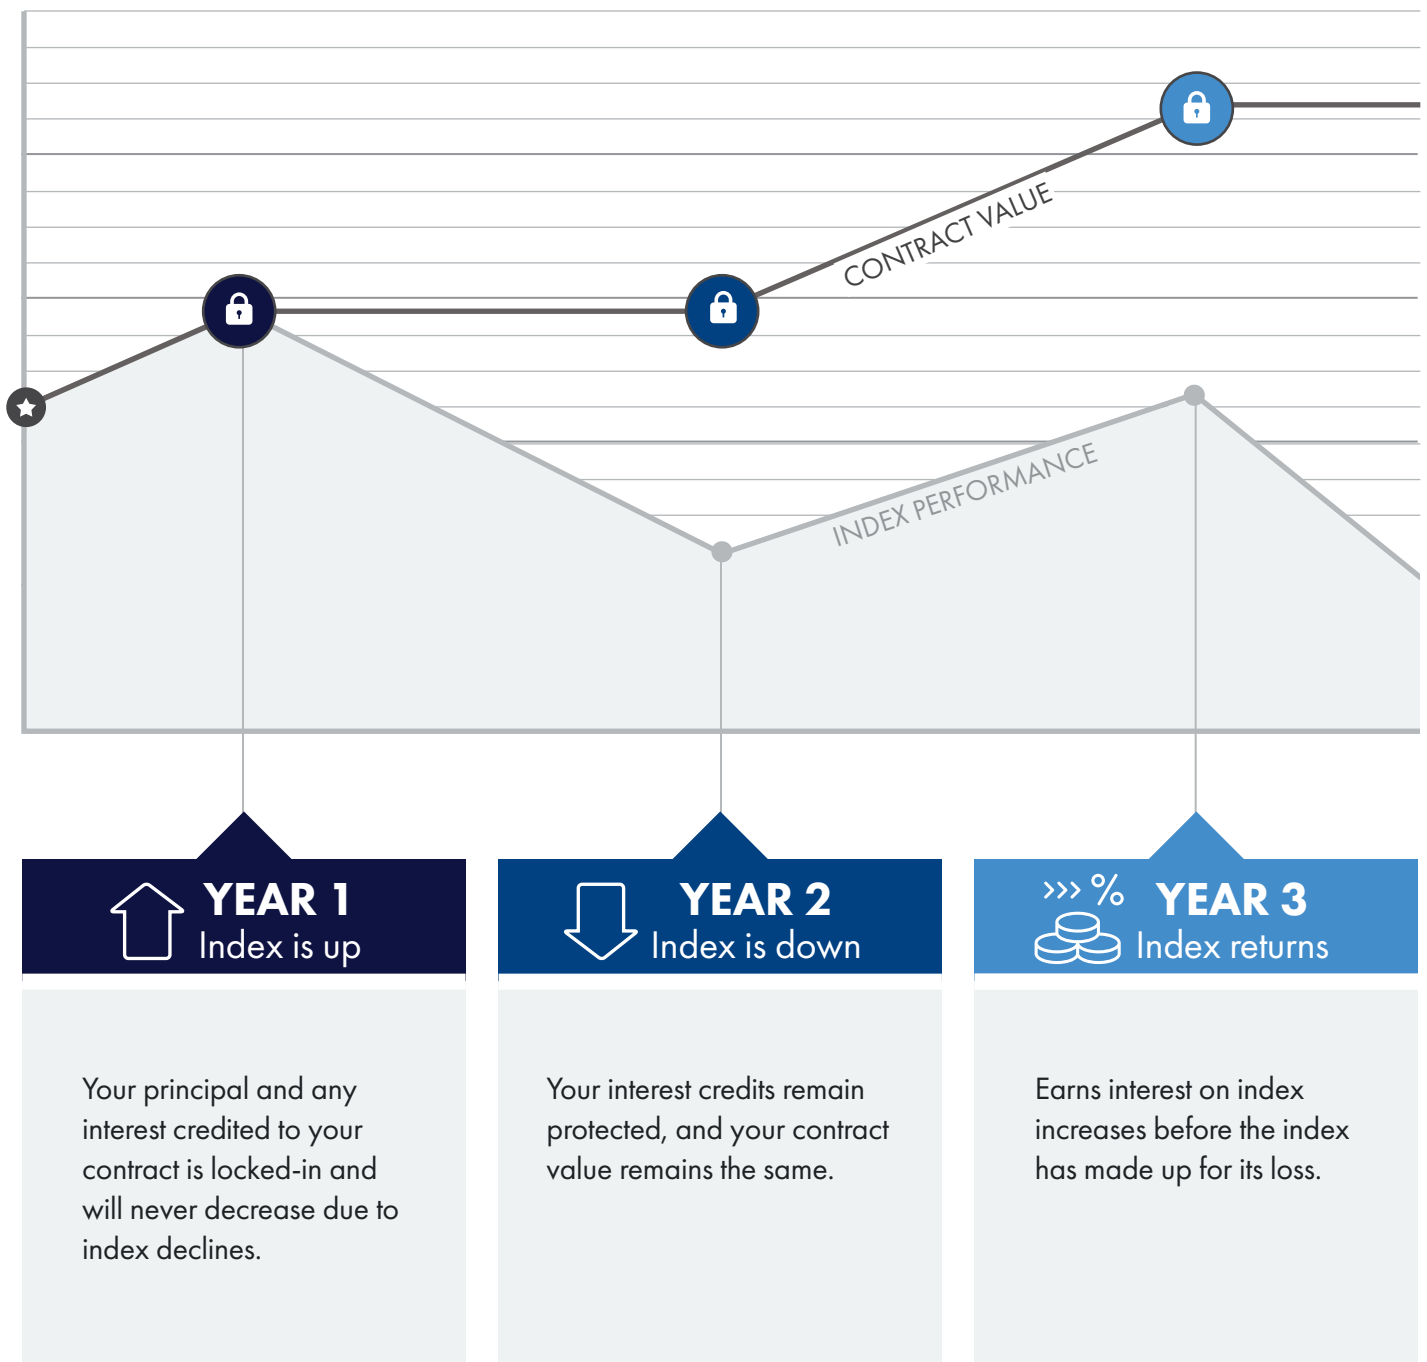 CONTRACT VALUE
INDEX PERFORMANCE
YEAR 1
Index is up
Your principal and any
interest credited to your
contract is locked-in and
will never decrease due to
index declines.
YEAR 2
Index is down
Your interest credits remain
protected, and your contract
value remains the same.
››› %
YEAR 3
Index returns
Earns interest on index
increases before the index
has made up for its loss.